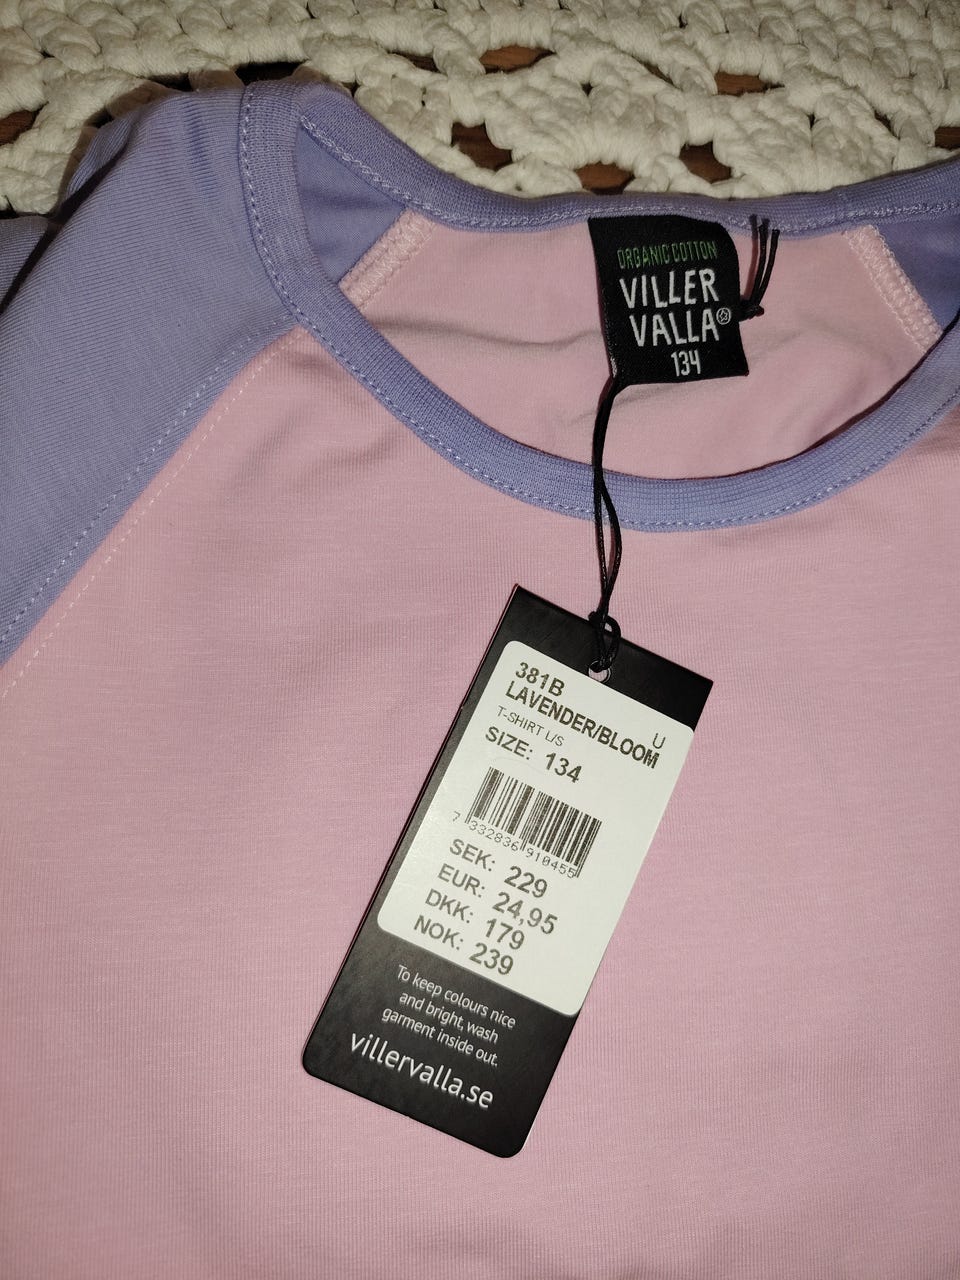 ORGANIC COTTON
VILLER
VALLA®
134
381B
LAVENDER/BLOOM
T-SHIRT L/S U
SIZE: 134
7 332836 910455
SEK: 229
EUR: 24,95
DKK: 179
NOK: 239
To keep colours nice
and bright, wash
garment inside out.
villervalla.se